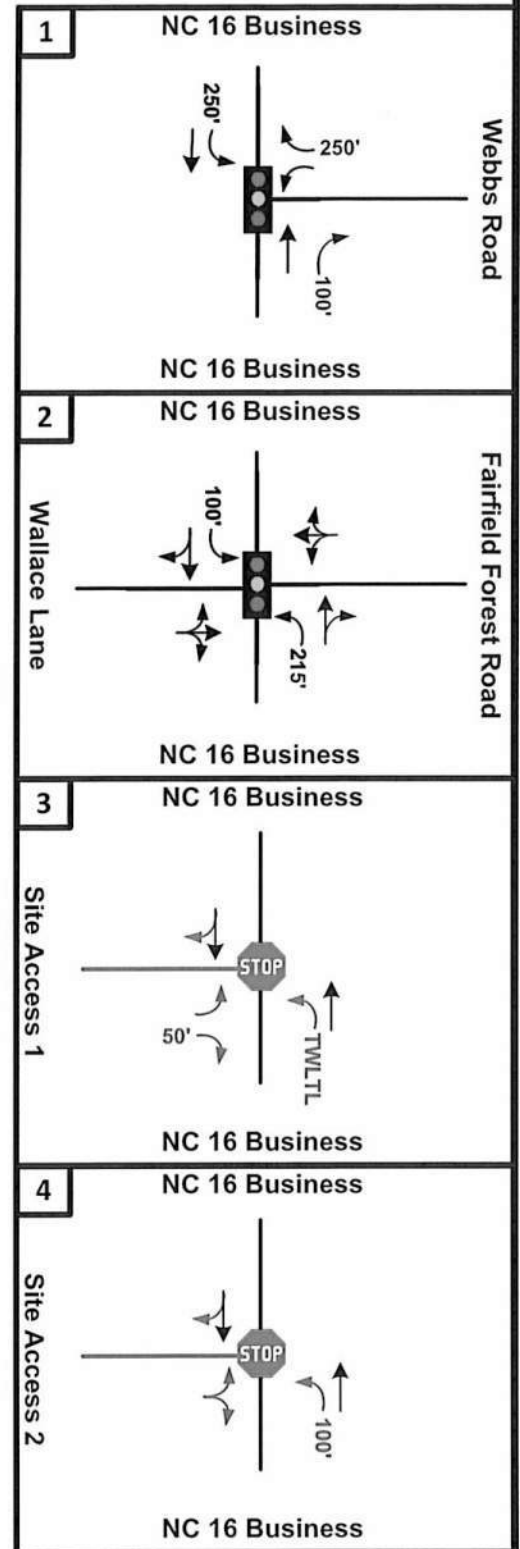 1
NC 16 Business
250'
250'
Webbs Road
100'
NC 16 Business
2
NC 16 Business
Fairfield Forest Road
100'
Wallace Lane
215'
NC 16 Business
3
NC 16 Business
Site Access 1
STOP
50'
TWLTL
NC 16 Business
4
NC 16 Business
Site Access 2
STOP
100'
NC 16 Business